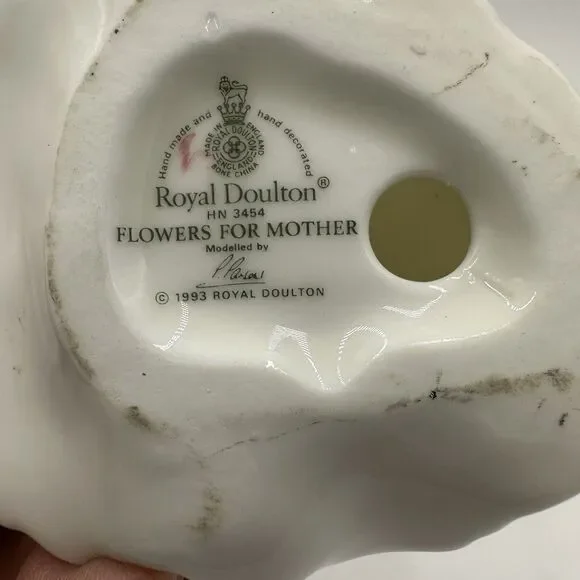 Hand made and hand decorated
MADE IN ENGLAND
ROYAL DOULTON
ENGLAND
BONE CHINA
Royal Doulton®
HN 3454
FLOWERS FOR MOTHER
Modelled by
P. Parsons
© 1993 ROYAL DOULTON